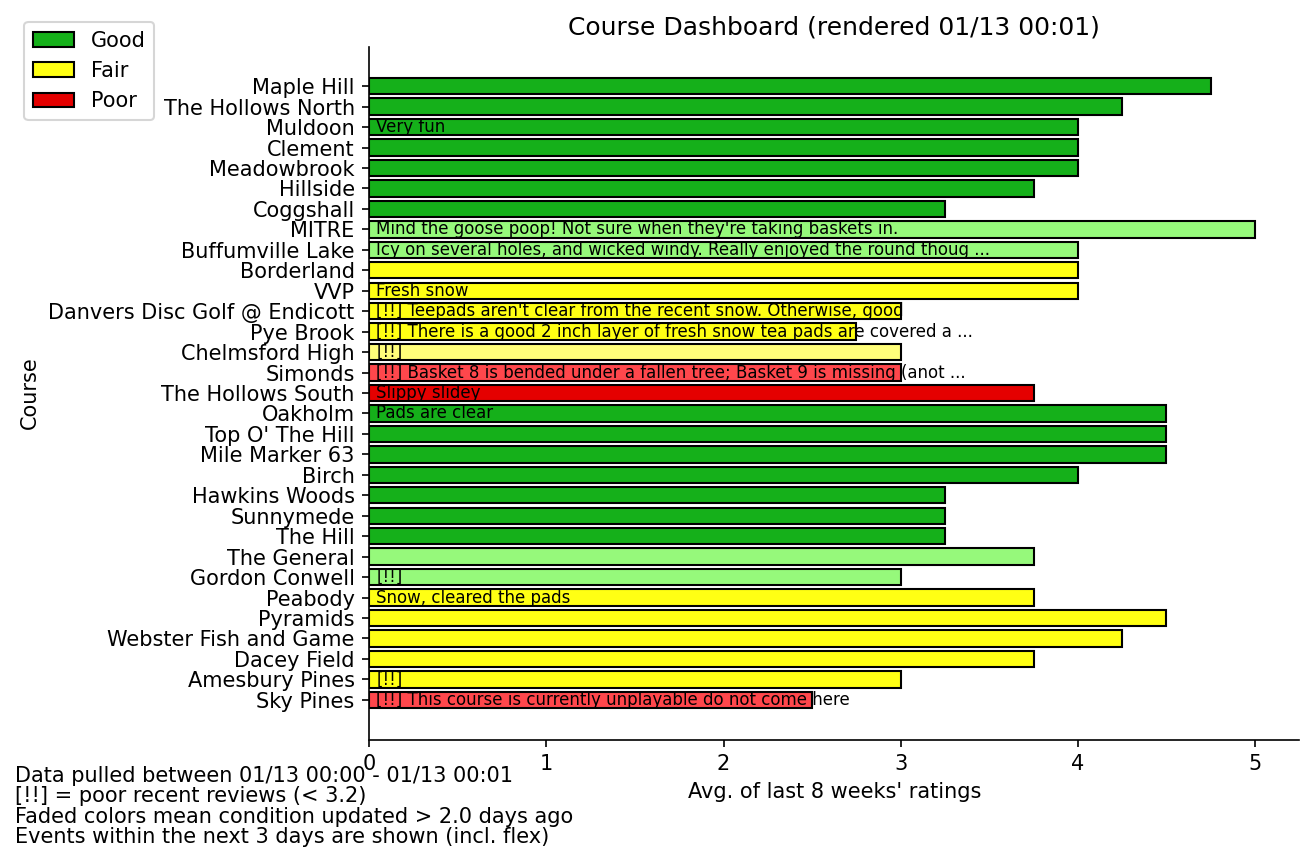 Course Dashboard (rendered 01/13 00:01)
Good
Fair
Poor
Maple Hill
The Hollows North
Muldoon Very fun
Clement
Meadowbrook
Hillside
Coggshall
MITRE Mind the goose poop! Not sure when they're taking baskets in.
Buffumville Lake Icy on several holes, and wicked windy. Really enjoyed the round thoug ...
Borderland
VVP Fresh snow
Danvers Disc Golf @ Endicott [!!] Teepads aren't clear from the recent snow. Otherwise, good
Pye Brook [!!] There is a good 2 inch layer of fresh snow tea pads are covered a ...
Chelmsford High [!!]
Simonds [!!] Basket 8 is bended under a fallen tree; Basket 9 is missing (anot ...
The Hollows South Slippy slidey
Oakholm Pads are clear
Top O' The Hill
Mile Marker 63
Birch
Hawkins Woods
Sunnymede
The Hill
The General
Gordon Conwell [!!]
Peabody Snow, cleared the pads
Pyramids
Webster Fish and Game
Dacey Field
Amesbury Pines [!!]
Sky Pines [!!] This course is currently unplayable do not come here
Course
0 1 2 3 4 5
Avg. of last 8 weeks' ratings
Data pulled between 01/13 00:00 - 01/13 00:01
[!!] = poor recent reviews (< 3.2)
Faded colors mean condition updated > 2.0 days ago
Events within the next 3 days are shown (incl. flex)